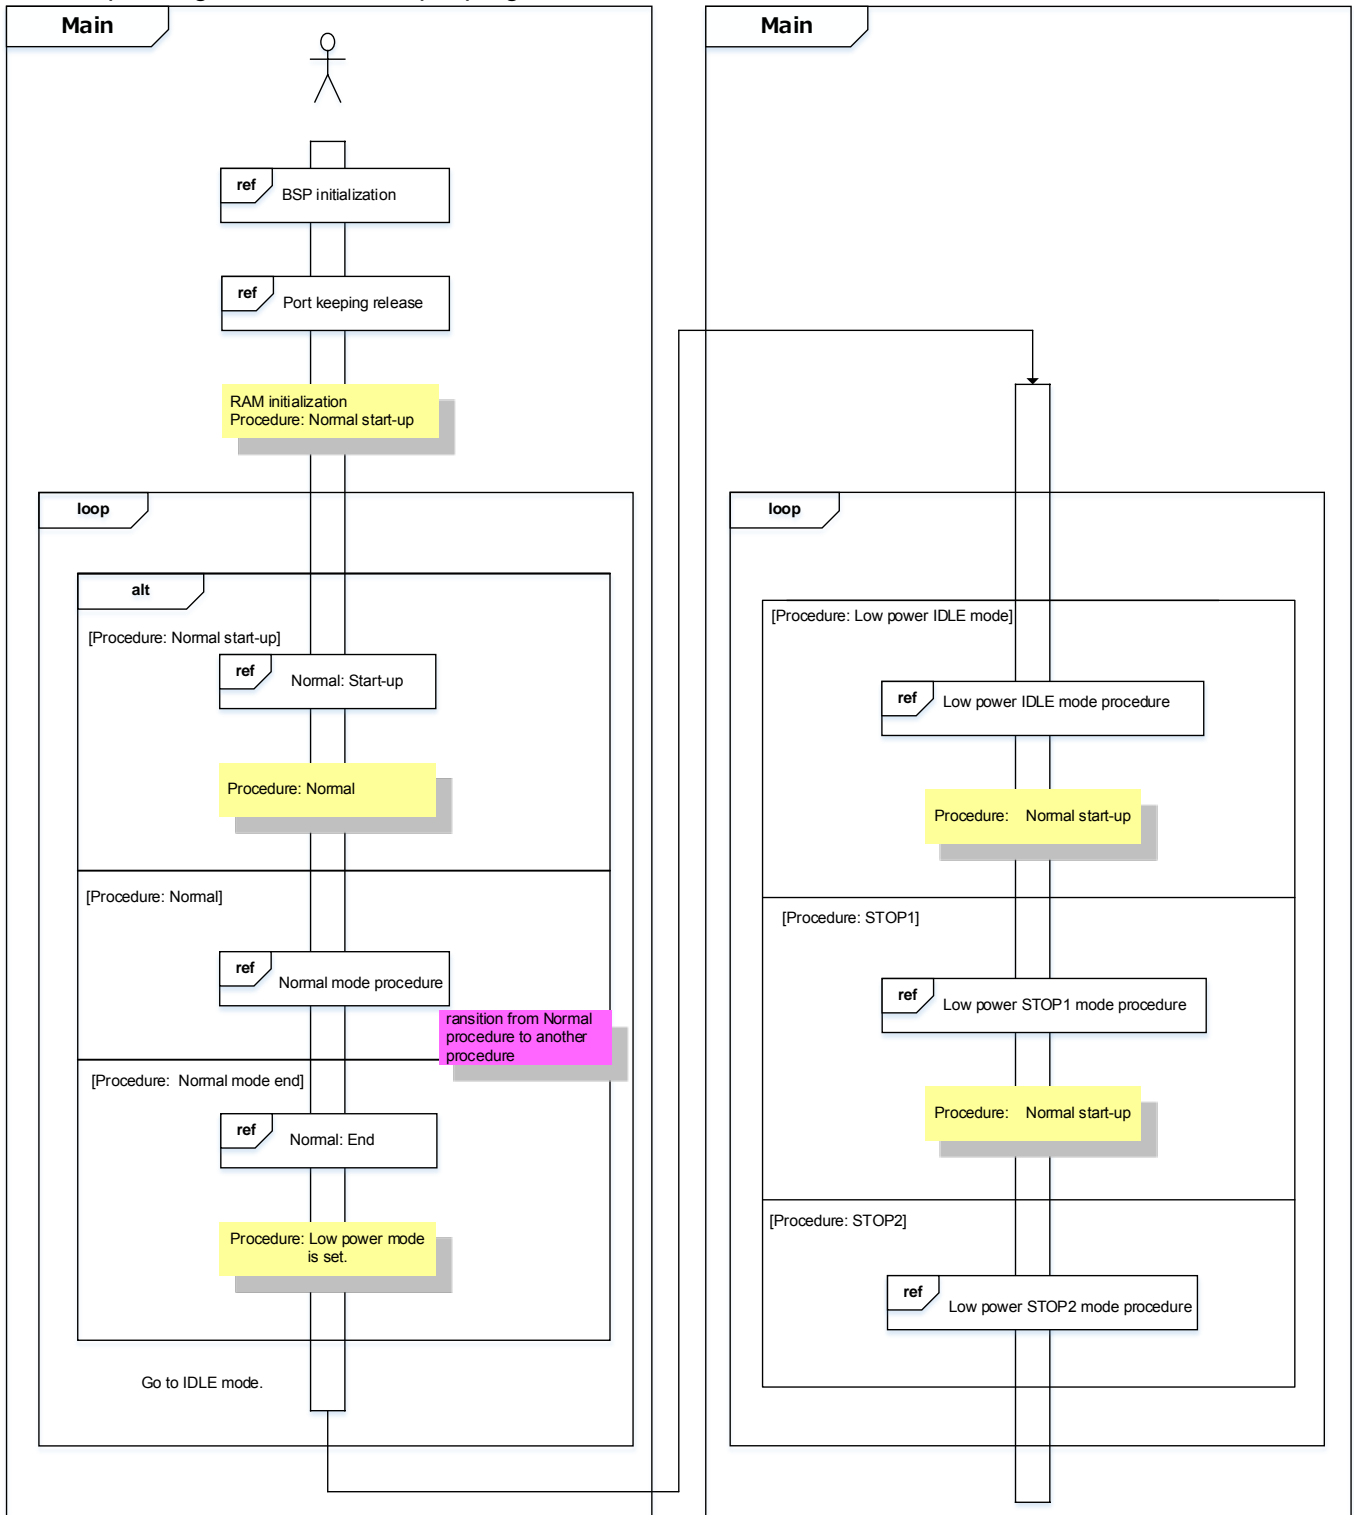 Main
ref
BSP initialization
ref
Port keeping release
RAM initialization
Procedure: Normal start-up
loop
alt
[Procedure: Normal start-up]
ref
Normal: Start-up
Procedure: Normal
[Procedure: Normal]
ref
Normal mode procedure
ransition from Normal
procedure to another
procedure
[Procedure: Normal mode end]
ref
Normal: End
Procedure: Low power mode
is set.
Go to IDLE mode.
Main
loop
[Procedure: Low power IDLE mode]
ref
Low power IDLE mode procedure
Procedure: Normal start-up
[Procedure: STOP1]
ref
Low power STOP1 mode procedure
Procedure: Normal start-up
[Procedure: STOP2]
ref
Low power STOP2 mode procedure